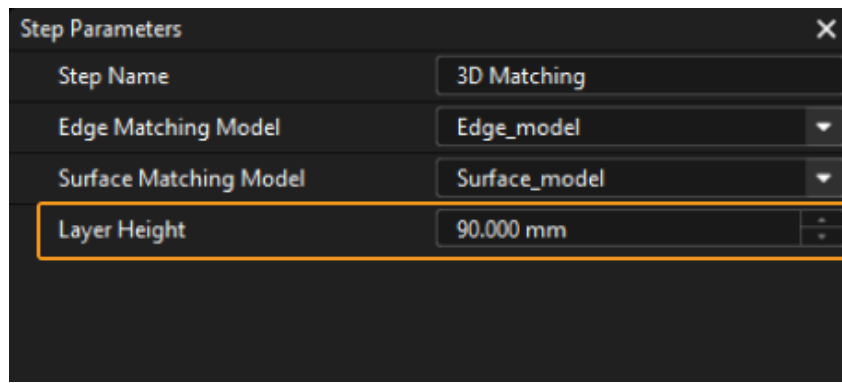 Step Parameters
Step Name 3D Matching
Edge Matching Model Edge_model
Surface Matching Model Surface_model
Layer Height 90.000 mm